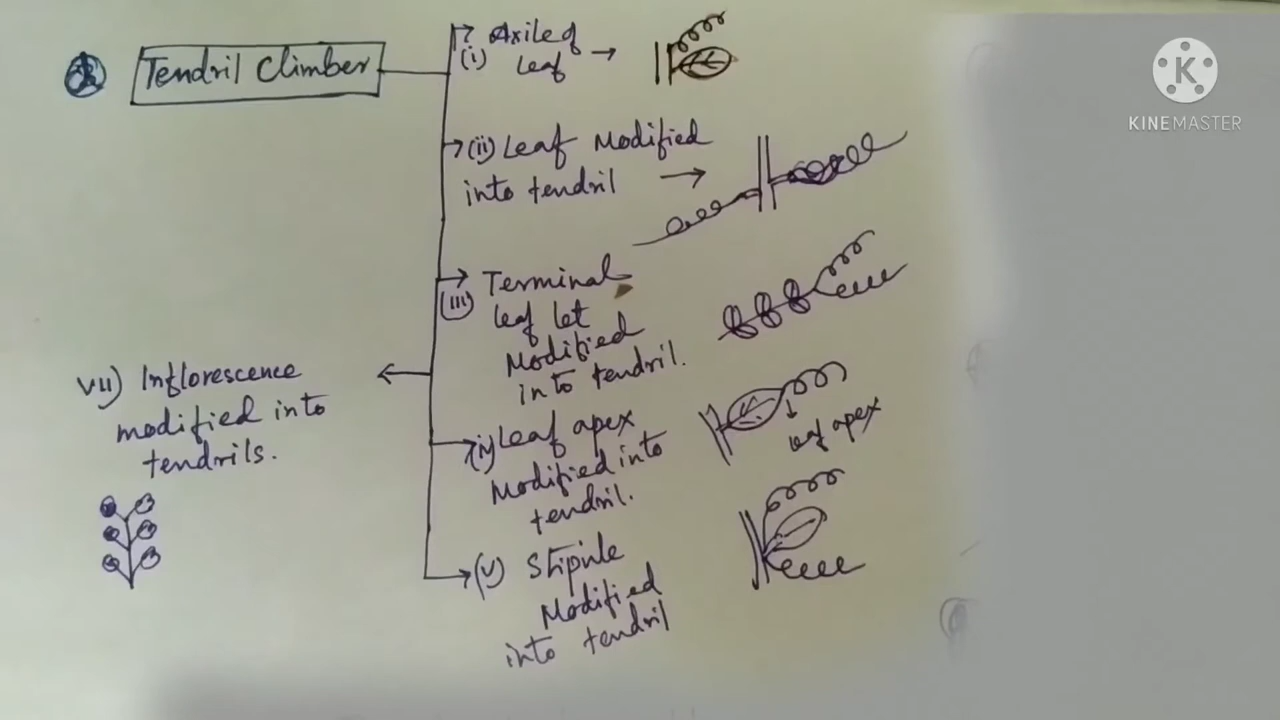 Tendril Climber
(i) Axile of
Leaf →
(ii) Leaf Modified
into tendril →
(iii) Terminal
leaf let
Modified
into tendril.
Leaf apex
Modified into
tendril.
leaf apex
(v) Stipule
Modified
into tendril
VII) Inflorescence
modified into
tendrils.
K
KINEMASTER